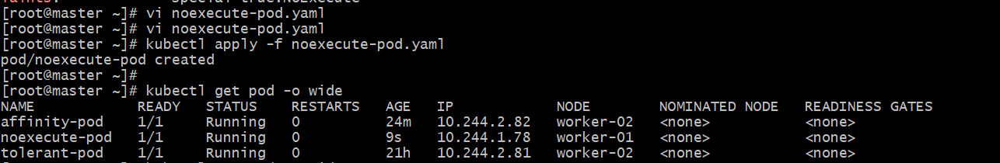 [root@master ~]# vi noexecute-pod.yaml
[root@master ~]# vi noexecute-pod.yaml
[root@master ~]# kubectl apply -f noexecute-pod.yaml
pod/noexecute-pod created
[root@master ~]#
[root@master ~]# kubectl get pod -o wide
NAME READY STATUS RESTARTS AGE IP NODE NOMINATED NODE READINESS GATES
affinity-pod 1/1 Running 0 24m 10.244.2.82 worker-02 <none> <none>
noexecute-pod 1/1 Running 0 9s 10.244.1.78 worker-01 <none> <none>
tolerant-pod 1/1 Running 0 21h 10.244.2.81 worker-02 <none> <none>